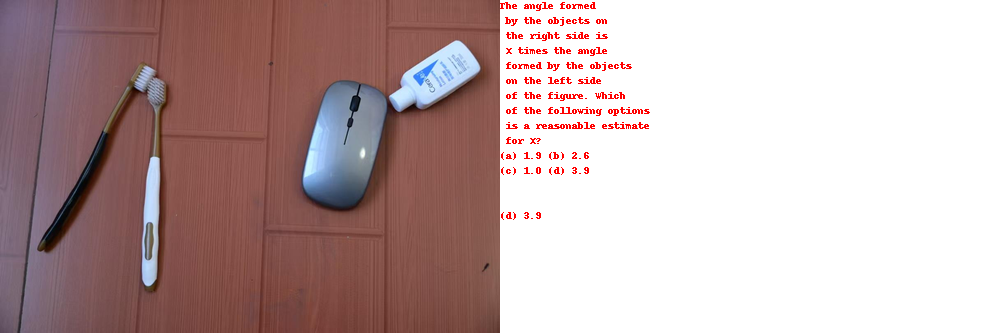 The angle formed
by the objects on
the right side is
X times the angle
formed by the objects
on the left side
of the figure. Which
of the following options
is a reasonable estimate
for X?
(a) 1.9 (b) 2.6
(c) 1.0 (d) 3.9
(d) 3.9